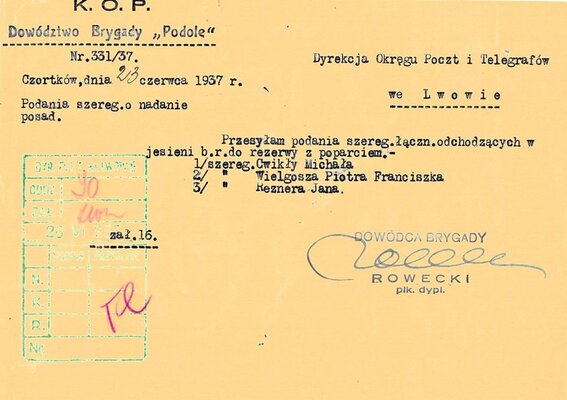 K. O. P.
Dowództwo Brygady „Podole"
Nr.331/37.
Czortków,dnia 23 czerwca 1937 r.
Podania szereg.o nadanie
posad.
Dyrekcja Okręgu Poczt i Telegrafów
we Lwowie
Przesyłam podania szereg.łączn.odchodzących w
jesieni b.r.do rezerwy z poparciem.-
1/szereg.Cwikły Michała
2/ " Wielgosza Piotra Franciszka
3/ " Reznera Jana.
zał.16.
DOWÓDCA BRYGADY
ROWECKI
płk. dypl.
30
N.
K.
R.
Nr